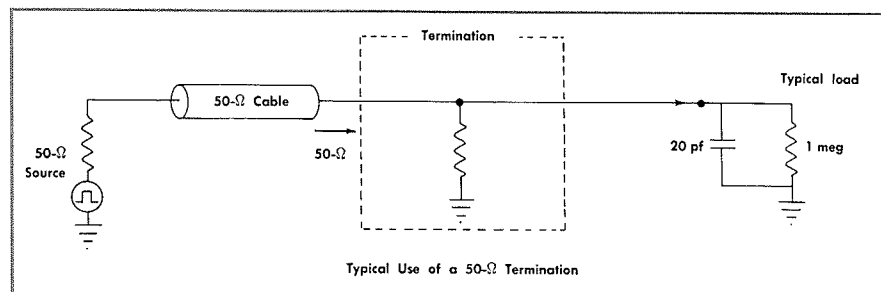 Termination
Typical load
50-Ω Cable
50-Ω
Source
50-Ω
20 pf
1 meg
Typical Use of a 50-Ω Termination